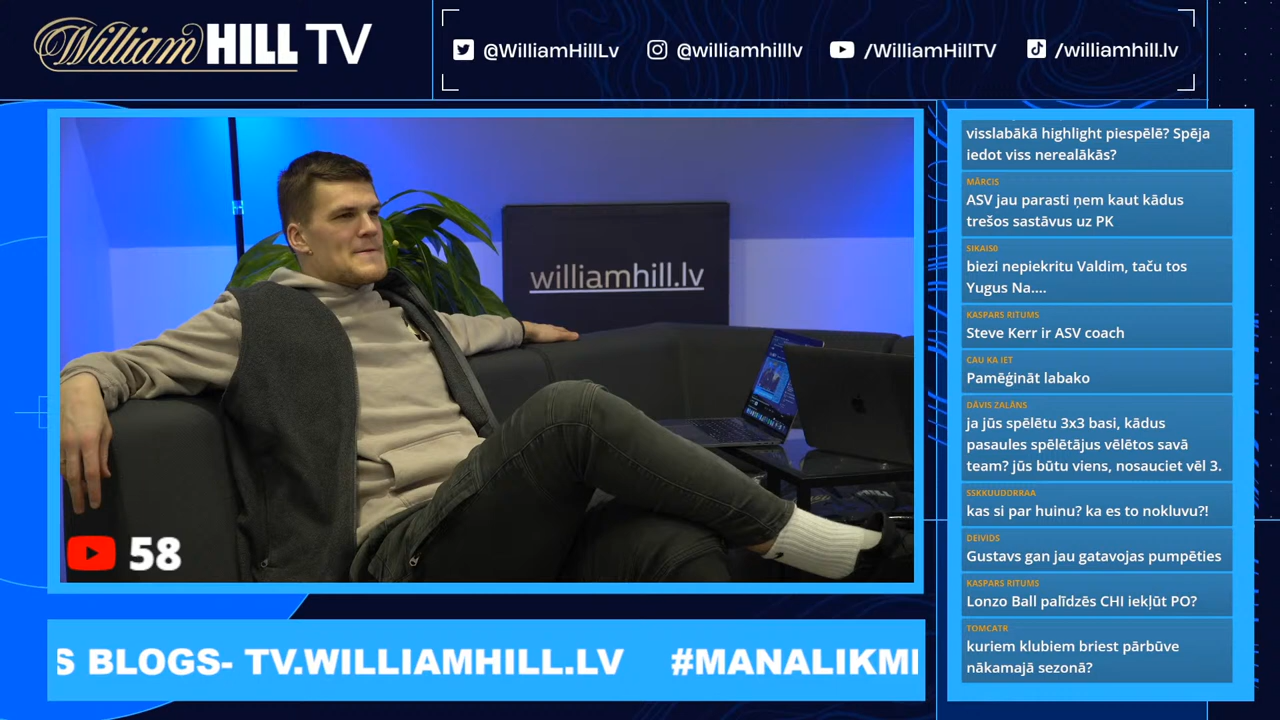 William HILL TV
@WilliamHillLv
@williamhilllv
/WilliamHillTV
/williamhill.lv
williamhill.lv
HILL
58
S BLOGS- TV.WILLIAMHILL.LV #MANALIKMI
visslabākā highlight piespēlē? Spēja
iedot viss nerealākās?
MĀRCIS
ASV jau parasti ņem kaut kādus
trešos sastāvus uz PK
SIKAIS0
biezi nepiekritu Valdim, taču tos
Yugus Na....
KASPARS RITUMS
Steve Kerr ir ASV coach
CAU KA IET
Pamēģināt labako
DĀVIS ZALĀNS
ja jūs spēlētu 3x3 basi, kādus
pasaules spēlētājus vēlētos savā
team? jūs būtu viens, nosauciet vēl 3.
SSKKUUDDRRAA
kas si par huinu? ka es to nokluvu?!
DEIVIDS
Gustavs gan jau gatavojas pumpēties
KASPARS RITUMS
Lonzo Ball palīdzēs CHI iekļūt PO?
TOMCATR
kuriem klubiem briest pārbūve
nākamajā sezonā?